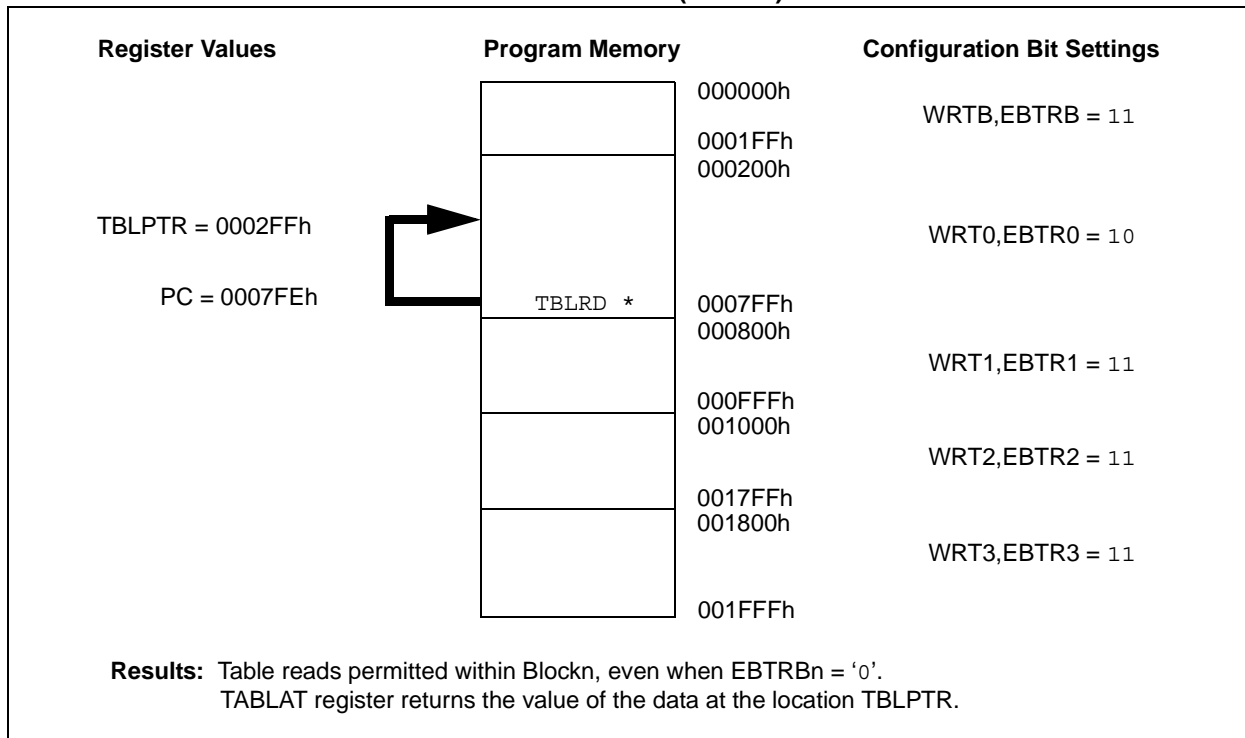 Register Values Program Memory Configuration Bit Settings
000000h
WRTB,EBTRB = 11
0001FFh
000200h
TBLPTR = 0002FFh
WRT0,EBTR0 = 10
PC = 0007FEh
TBLRD * 0007FFh
000800h
WRT1,EBTR1 = 11
000FFFh
001000h
WRT2,EBTR2 = 11
0017FFh
001800h
WRT3,EBTR3 = 11
001FFFh
Results: Table reads permitted within Blockn, even when EBTRBn = ‘0’.
TABLAT register returns the value of the data at the location TBLPTR.